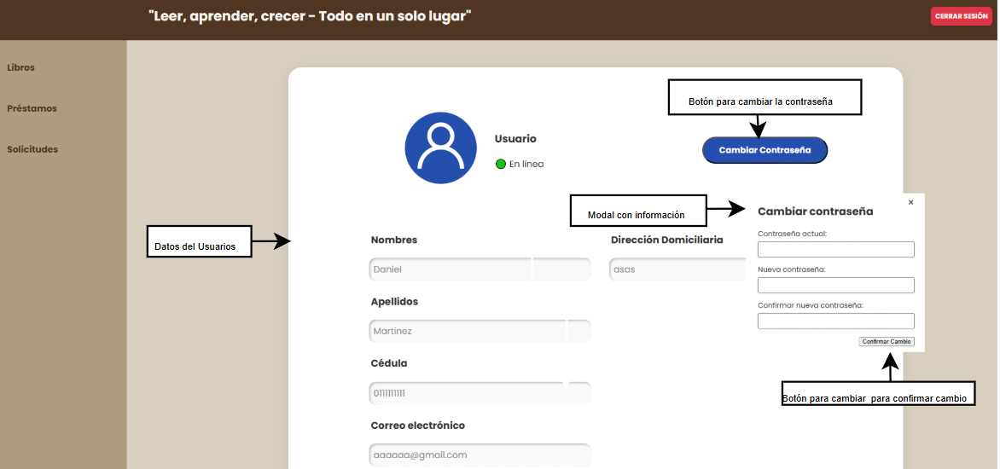 "Leer, aprender, crecer - Todo en un solo lugar"
CERRAR SESIÓN
Libros
Préstamos
Solicitudes
Botón para cambiar la contraseña
Usuario
En línea
Cambiar Contraseña
Modal con información
Datos del Usuarios
Nombres
Daniel
Dirección Domiciliaria
asas
Apellidos
Martinez
Cédula
0111111111
Correo electrónico
aaaaaa@gmail.com
×
Cambiar contraseña
Contraseña actual:
Nueva contraseña:
Confirmar nueva contraseña:
Confirmar Cambio
Botón para cambiar para confirmar cambio